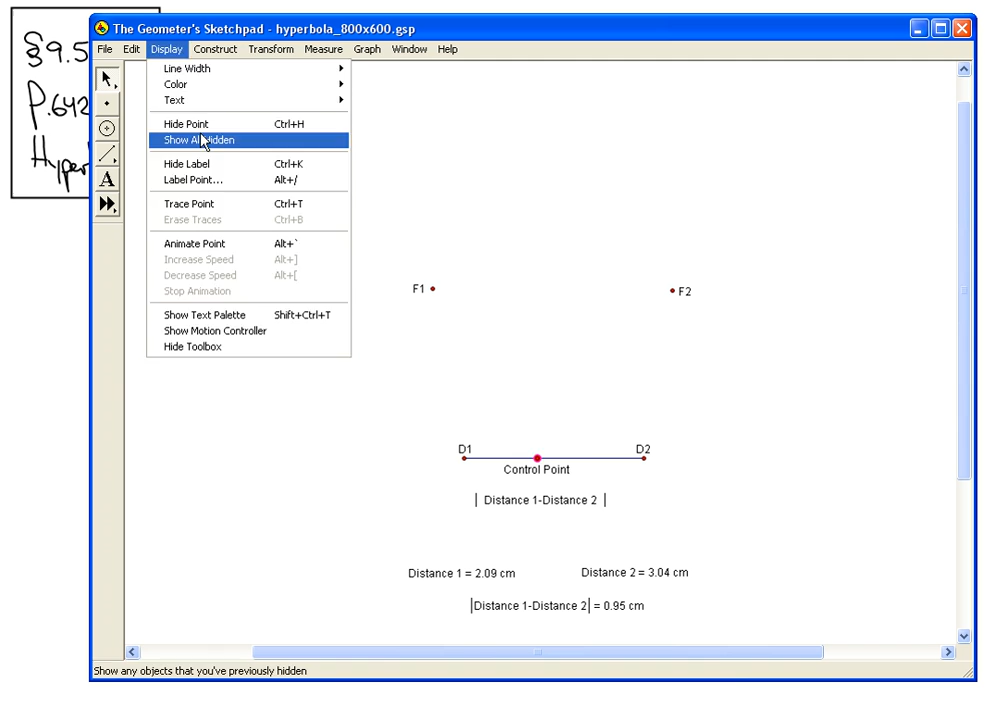 §9.5
P.642
Hyper
The Geometer's Sketchpad - hyperbola_800x600.gsp
File Edit Display Construct Transform Measure Graph Window Help
Line Width
Color
Text
Hide Point Ctrl+H
Show All Hidden
Hide Label Ctrl+K
Label Point... Alt+/
Trace Point Ctrl+T
Erase Traces Ctrl+B
Animate Point Alt+`
Increase Speed Alt+]
Decrease Speed Alt+[
Stop Animation
Show Text Palette Shift+Ctrl+T
Show Motion Controller
Hide Toolbox
A
F1 F2
D1 D2
Control Point
| Distance 1-Distance 2 |
Distance 1 = 2.09 cm Distance 2 = 3.04 cm
|Distance 1-Distance 2| = 0.95 cm
Show any objects that you've previously hidden